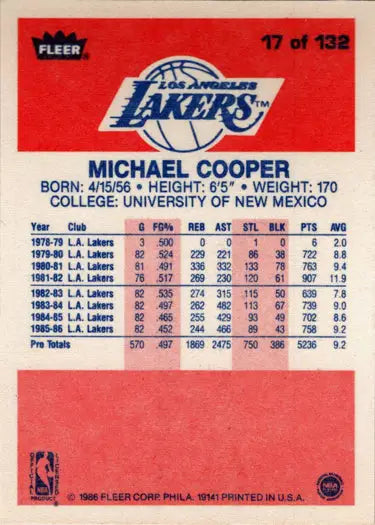 FLEER
17 of 132
LOS ANGELES
LAKERS™
MICHAEL COOPER
BORN: 4/15/56 • HEIGHT: 6'5" • WEIGHT: 170
COLLEGE: UNIVERSITY OF NEW MEXICO
Year Club G FG% REB AST STL BLK PTS AVG
1978-79 L.A. Lakers 3 .500 0 0 1 0 6 2.0
1979-80 L.A. Lakers 82 .524 229 221 86 38 722 8.8
1980-81 L.A. Lakers 81 .491 336 332 133 78 763 9.4
1981-82 L.A. Lakers 76 .517 269 230 120 61 907 11.9
1982-83 L.A. Lakers 82 .535 274 315 115 50 639 7.8
1983-84 L.A. Lakers 82 .497 262 482 113 67 739 9.0
1984-85 L.A. Lakers 82 .465 255 429 93 49 702 8.6
1985-86 L.A. Lakers 82 .452 244 466 89 43 758 9.2
Pro Totals 570 .497 1869 2475 750 386 5236 9.2
OFFICIAL LICENSED
NBA
PRODUCT
NBA
© 1986 FLEER CORP. PHILA. 19141 PRINTED IN U.S.A.